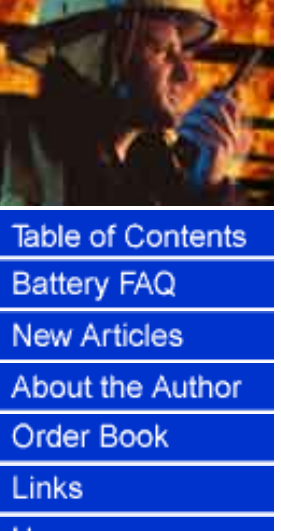 Table of Contents
Battery FAQ
New Articles
About the Author
Order Book
Links